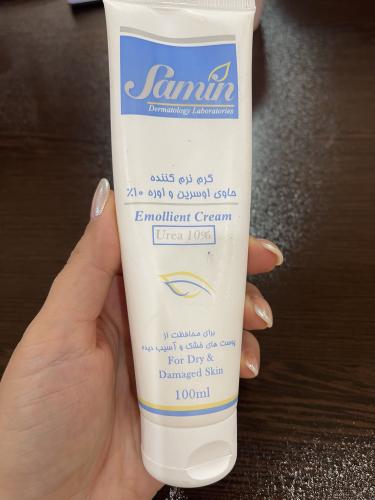 Samin
Dermatology Laboratories
کرم نرم کننده
حاوی اوسرین و اوره ۱۰٪
Emollient Cream
Urea 10%
برای محافظت از
پوست های خشک و آسیب دیده
For Dry &
Damaged Skin
100ml